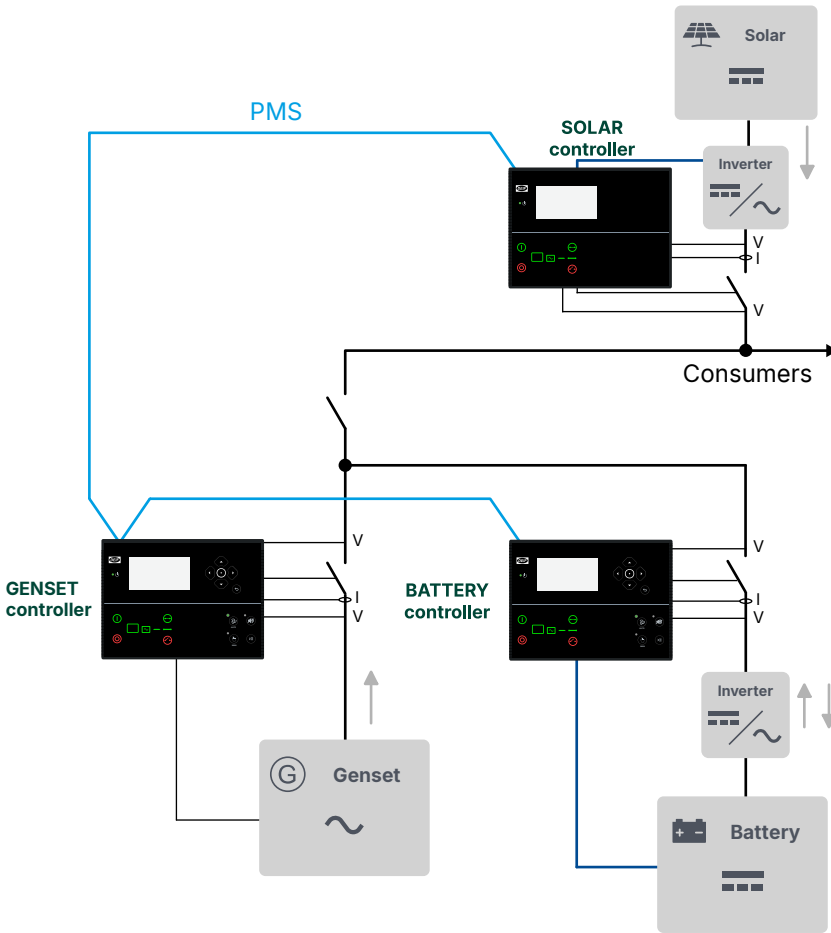 Solar
PMS
SOLAR
controller
Inverter
V
I
V
Consumers
V
V
GENSET
controller
BATTERY
controller
I
V
I
V
Inverter
G
Genset
Battery